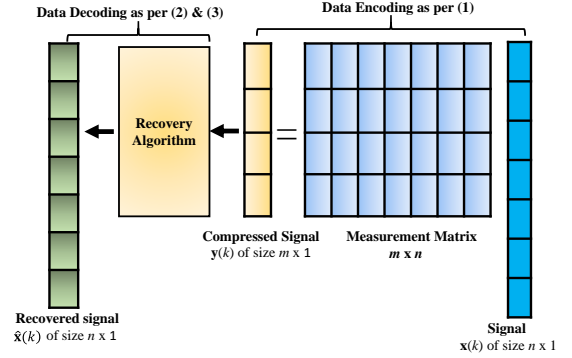 Data Decoding as per (2) & (3)
Data Encoding as per (1)
Recovery
Algorithm
=
Compressed Signal
y(k) of size m x 1
Measurement Matrix
m x n
Recovered signal
x̂(k) of size n x 1
Signal
x(k) of size n x 1